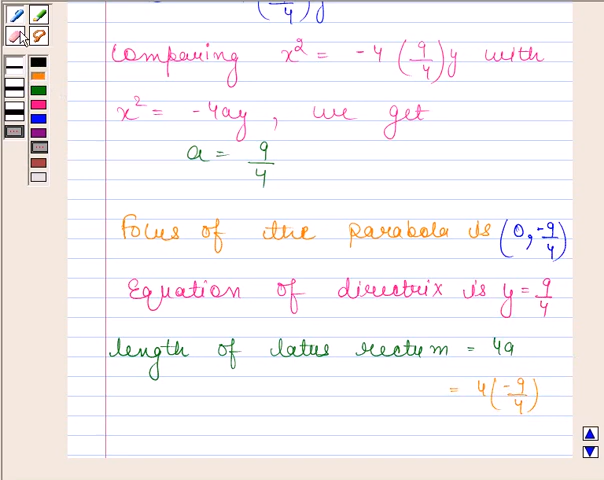 (/4)y
Comparing x² = -4 (9/4)y with
x² = -4ay, we get
a = 9/4
Focus of the parabola is (0, -9/4)
Equation of directrix is y = 9/4
length of latus rectum = 4a
= 4(-9/4)